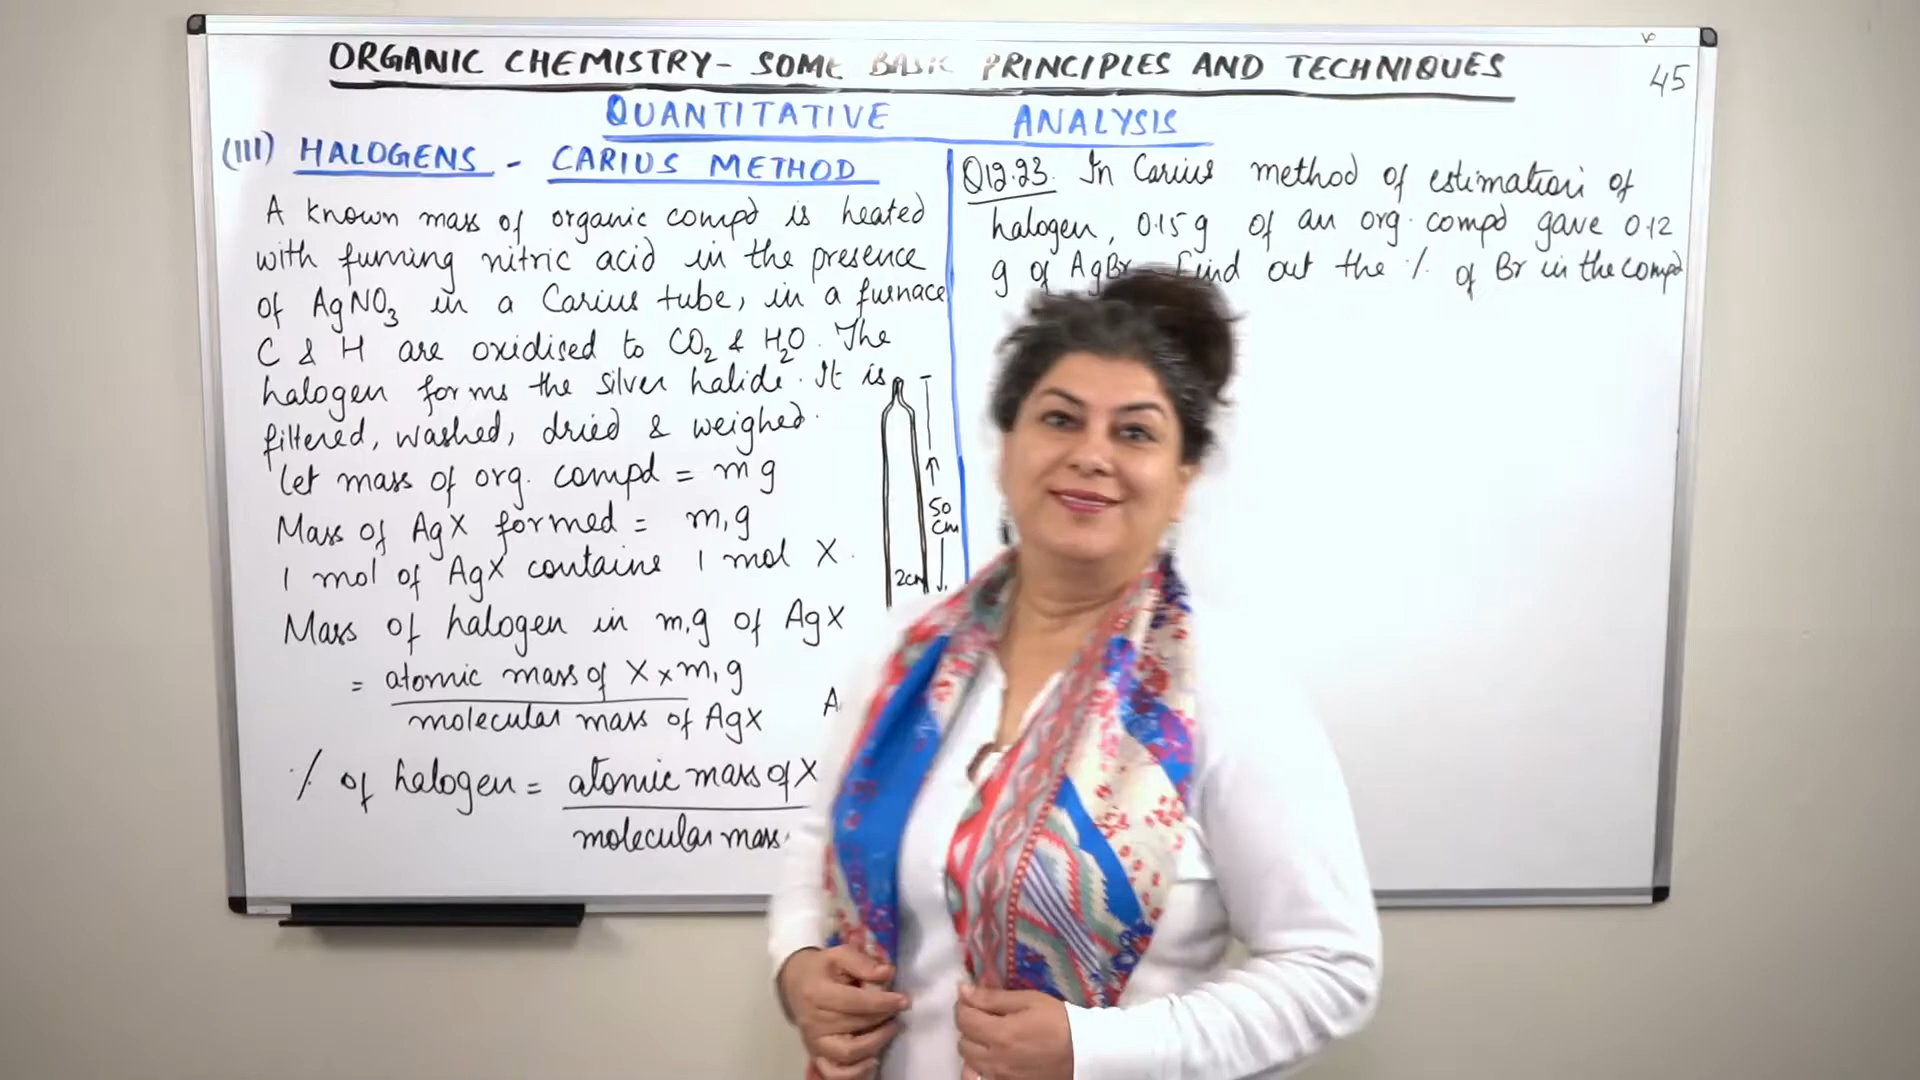 ORGANIC CHEMISTRY - SOME BASIC PRINCIPLES AND TECHNIQUES
45
QUANTITATIVE ANALYSIS
(III) HALOGENS - CARIUS METHOD
A known mass of organic compd is heated
with fuming nitric acid in the presence
of AgNO₃ in a Carius tube, in a furnace
C & H are oxidised to CO₂ & H₂O. The
halogen forms the silver halide. It is
filtered, washed, dried & weighed.
Let mass of org. compd = m g
Mass of AgX formed = m₁g
1 mol of AgX contains 1 mol X.
Mass of halogen in m₁g of AgX
= atomic mass of X × m₁g
molecular mass of AgX
% of halogen = atomic mass of X
molecular mass
50
cm
2cm
Q12.23. In Carius method of estimation of
halogen, 0.15g of an org. compd gave 0.12
g of AgBr. Find out the % of Br in the compd